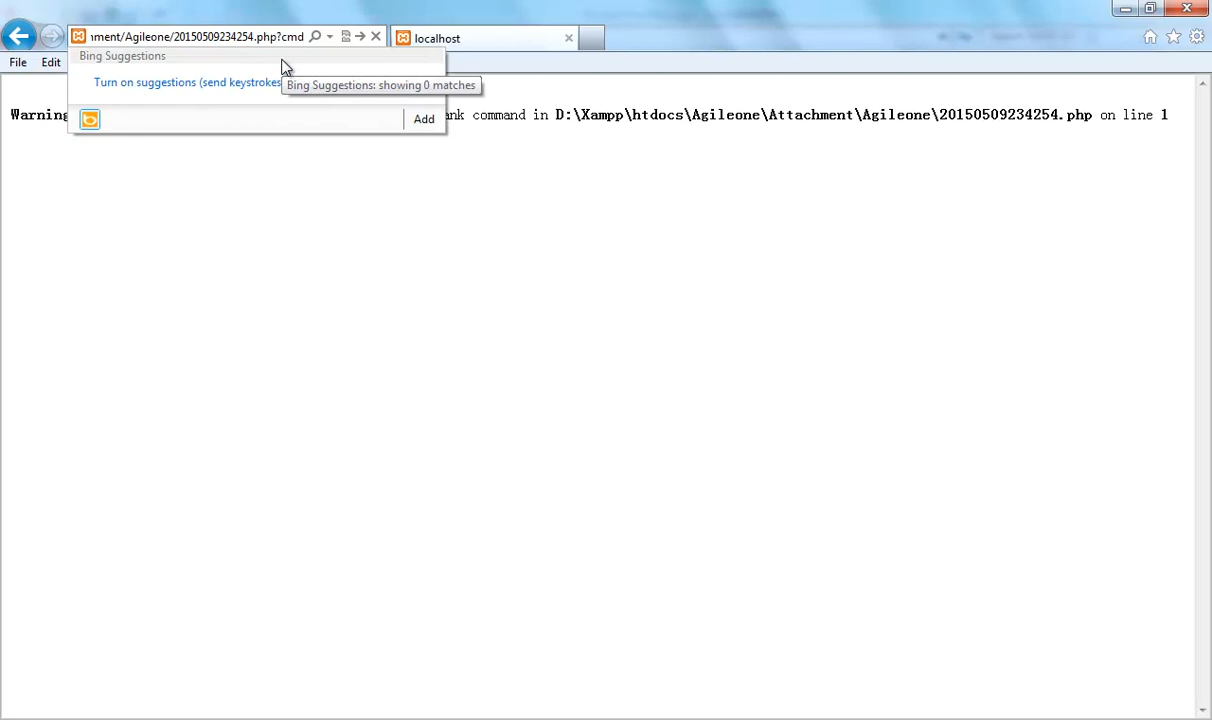 ıment/Agileone/20150509234254.php?cmd
localhost
Bing Suggestions
File Edit
Turn on suggestions (send keystrokes
Bing Suggestions: showing 0 matches
Add
Warning ank command in D:\Xampp\htdocs\Agileone\Attachment\Agileone\20150509234254.php on line 1